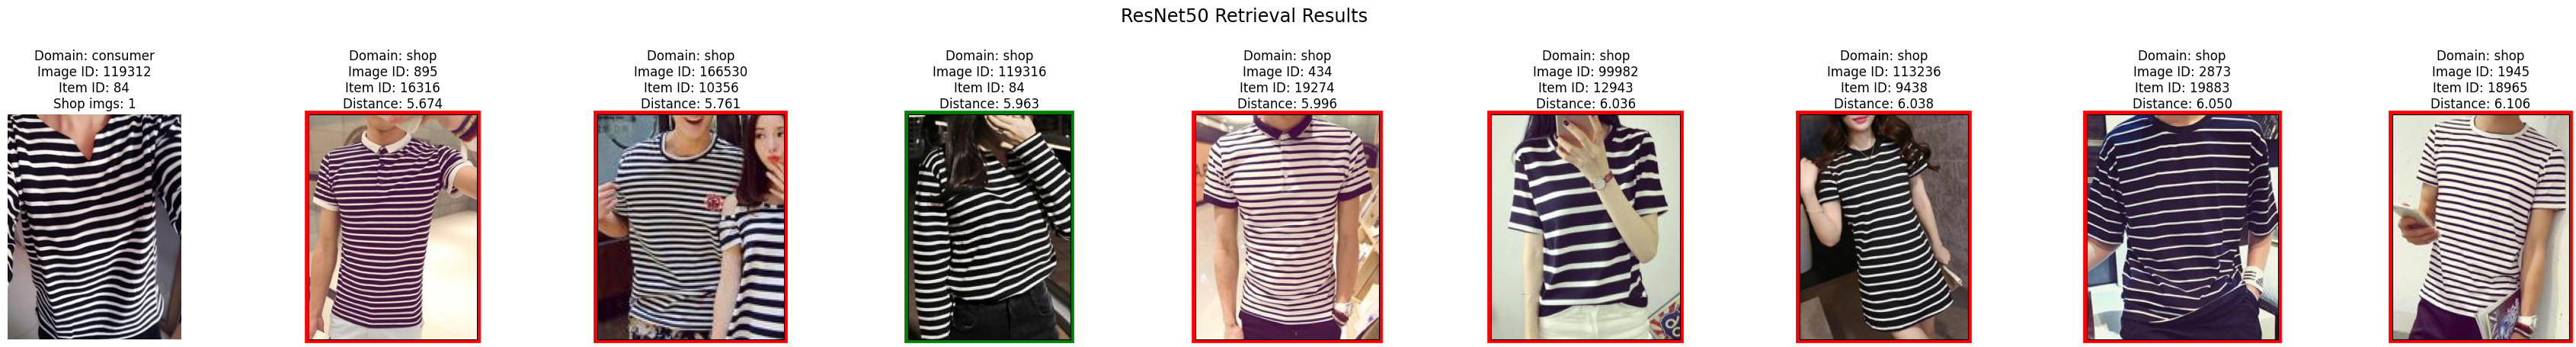 ResNet50 Retrieval Results
Domain: consumer
Image ID: 119312
Item ID: 84
Shop imgs: 1
Domain: shop
Image ID: 895
Item ID: 16316
Distance: 5.674
Domain: shop
Image ID: 166530
Item ID: 10356
Distance: 5.761
Domain: shop
Image ID: 119316
Item ID: 84
Distance: 5.963
Domain: shop
Image ID: 434
Item ID: 19274
Distance: 5.996
Domain: shop
Image ID: 99982
Item ID: 12943
Distance: 6.036
Domain: shop
Image ID: 113236
Item ID: 9438
Distance: 6.038
Domain: shop
Image ID: 2873
Item ID: 19883
Distance: 6.050
Domain: shop
Image ID: 1945
Item ID: 18965
Distance: 6.106